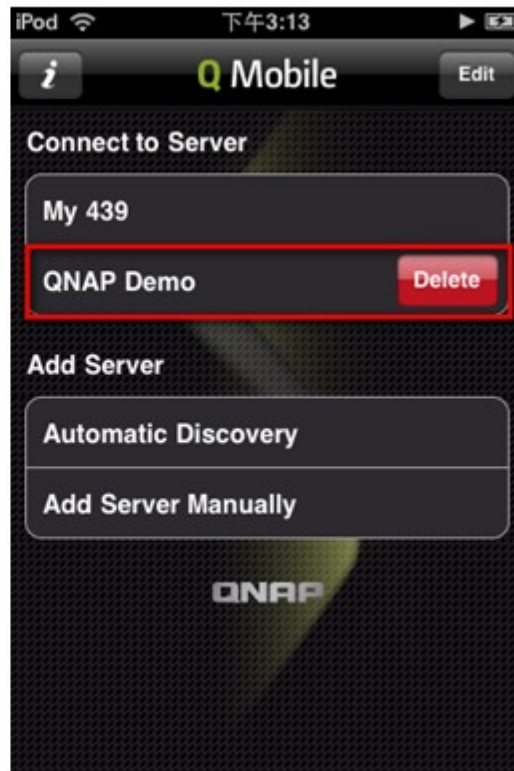 iPod 下午3:13
i Q Mobile Edit
Connect to Server
My 439
QNAP Demo Delete
Add Server
Automatic Discovery
Add Server Manually
QNAP